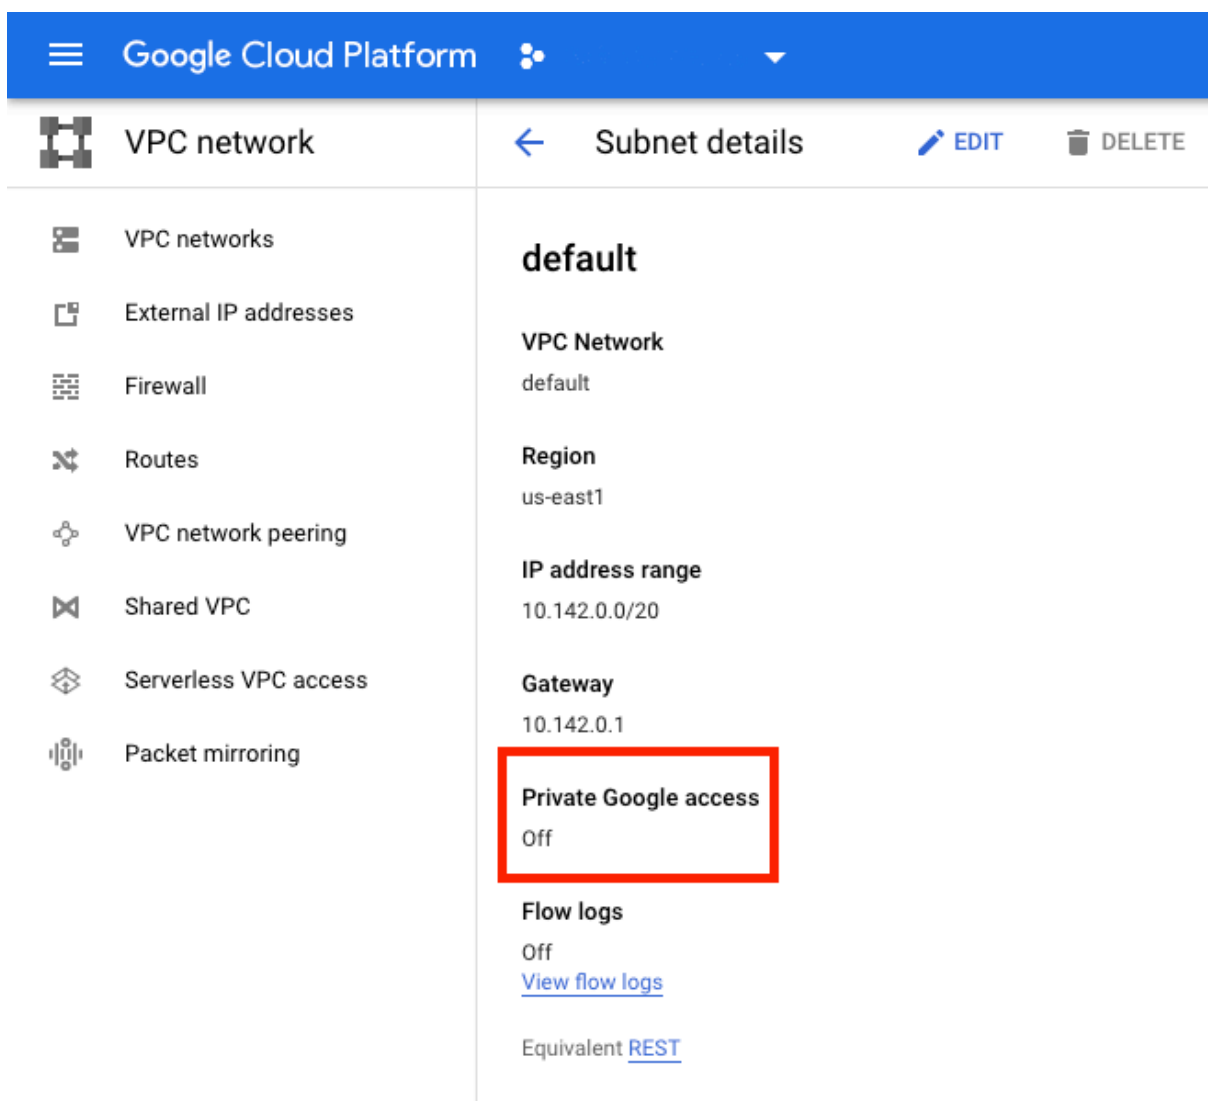 Google Cloud Platform
VPC network
Subnet details
EDIT
DELETE
VPC networks
External IP addresses
Firewall
Routes
VPC network peering
Shared VPC
Serverless VPC access
Packet mirroring
default
VPC Network
default
Region
us-east1
IP address range
10.142.0.0/20
Gateway
10.142.0.1
Private Google access
Off
Flow logs
Off
View flow logs
Equivalent REST